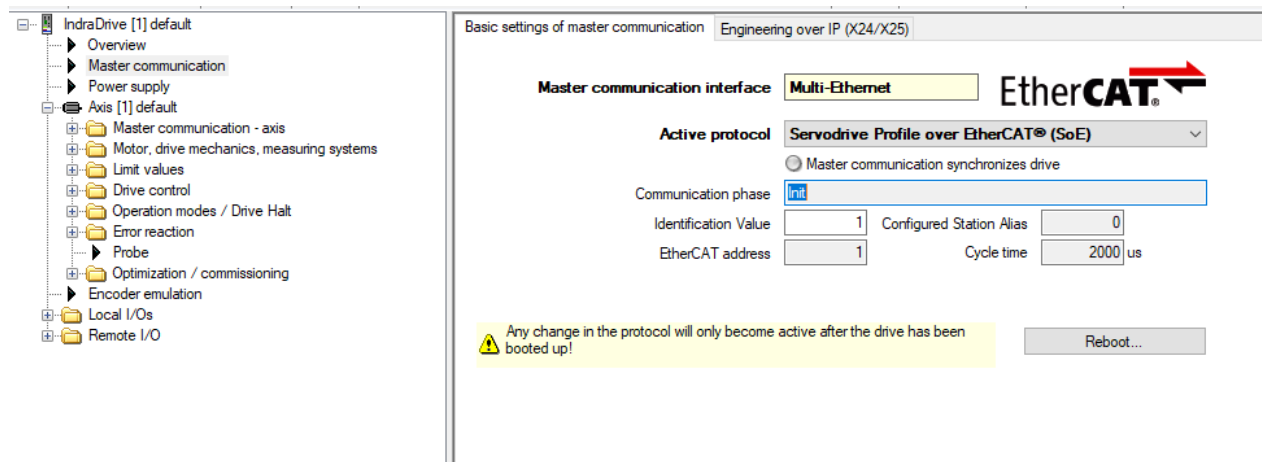 IndraDrive [1] default
Overview
Master communication
Power supply
Axis [1] default
Master communication - axis
Motor, drive mechanics, measuring systems
Limit values
Drive control
Operation modes / Drive Halt
Error reaction
Probe
Optimization / commissioning
Encoder emulation
Local I/Os
Remote I/O
Basic settings of master communication
Engineering over IP (X24/X25)
Master communication interface Multi-Ethernet
EtherCAT®
Active protocol Servodrive Profile over EtherCAT® (SoE)
Master communication synchronizes drive
Communication phase Init
Identification Value 1 Configured Station Alias 0
EtherCAT address 1 Cycle time 2000 us
Any change in the protocol will only become active after the drive has been
booted up!
Reboot...